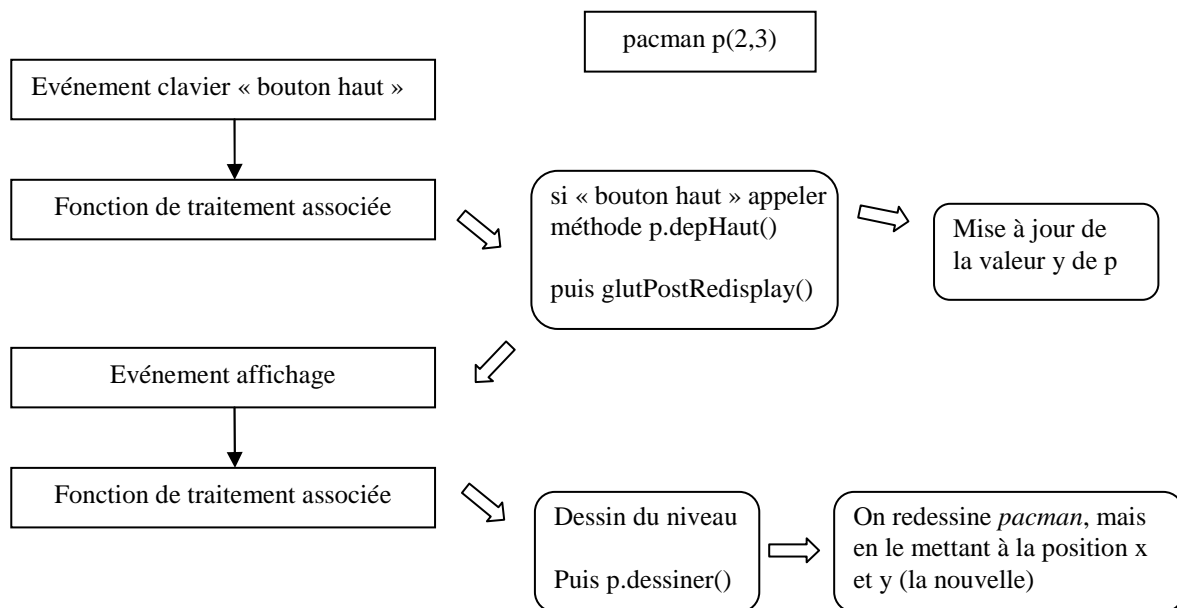 pacman p(2,3)
Evénement clavier « bouton haut »
Fonction de traitement associée
si « bouton haut » appeler
méthode p.depHaut()
puis glutPostRedisplay()
Mise à jour de
la valeur y de p
Evénement affichage
Fonction de traitement associée
Dessin du niveau
Puis p.dessiner()
On redessine pacman, mais
en le mettant à la position x
et y (la nouvelle)